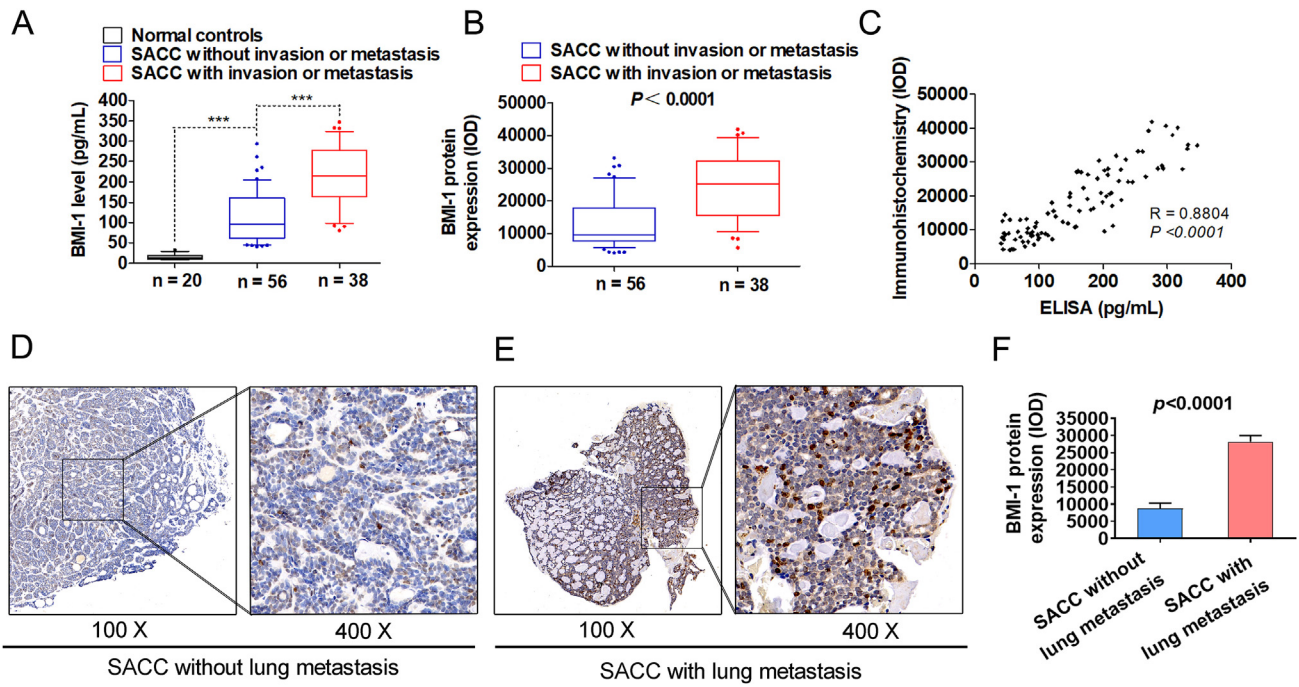 A
Normal controls
SACC without invasion or metastasis
SACC with invasion or metastasis
BMI-1 level (pg/mL)
400
350
300
250
200
150
100
50
0
***
***
n = 20
n = 56
n = 38
B
SACC without invasion or metastasis
SACC with invasion or metastasis
P < 0.0001
BMI-1 protein
expression (IOD)
50000
40000
30000
20000
10000
0
n = 56
n = 38
C
Immunohistochemistry (IOD)
50000
40000
30000
20000
10000
0
R = 0.8804
P <0.0001
0
100
200
300
400
ELISA (pg/mL)
D
100 X
400 X
SACC without lung metastasis
E
100 X
400 X
SACC with lung metastasis
F
p<0.0001
BMI-1 protein
expression (IOD)
35000
30000
25000
20000
15000
10000
5000
0
SACC without
lung metastasis
SACC with
lung metastasis